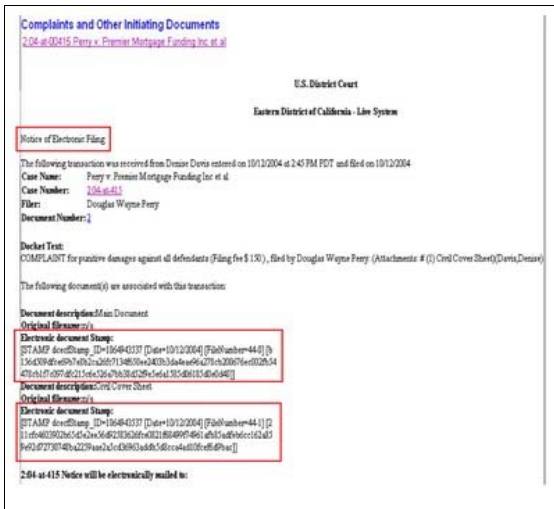 Complaints and Other Initiating Documents
2:04-at-00415 Perry v. Premier Mortgage Funding Inc et al
U.S. District Court
Eastern District of California - Live System
Notice of Electronic Filing
The following transaction was received from Denise Davis entered on 10/12/2004 at 2:45 PM PDT and filed on 10/12/2004
Case Name: Perry v. Premier Mortgage Funding Inc et al
Case Number: 2:04-at-415
Filer: Douglas Wayne Perry
Document Number: 2
Docket Text:
COMPLAINT for punitive damages against all defendants (Filing fee $ 150.), filed by Douglas Wayne Perry. (Attachments: # (1) Civil Cover Sheet)(Davis, Denise)
The following document(s) are associated with this transaction:
Document description:Main Document
Original filename:n/a
Electronic document Stamp:
[STAMP dcecfStamp_ID=1064943537 [Date=10/12/2004] [FileNumber=44-0] [b
Document description:Civil Cover Sheet
Original filename:n/a
Electronic document Stamp:
[STAMP dcecfStamp_ID=1064943537 [Date=10/12/2004] [FileNumber=44-1] [2
2:04-at-415 Notice will be electronically mailed to: